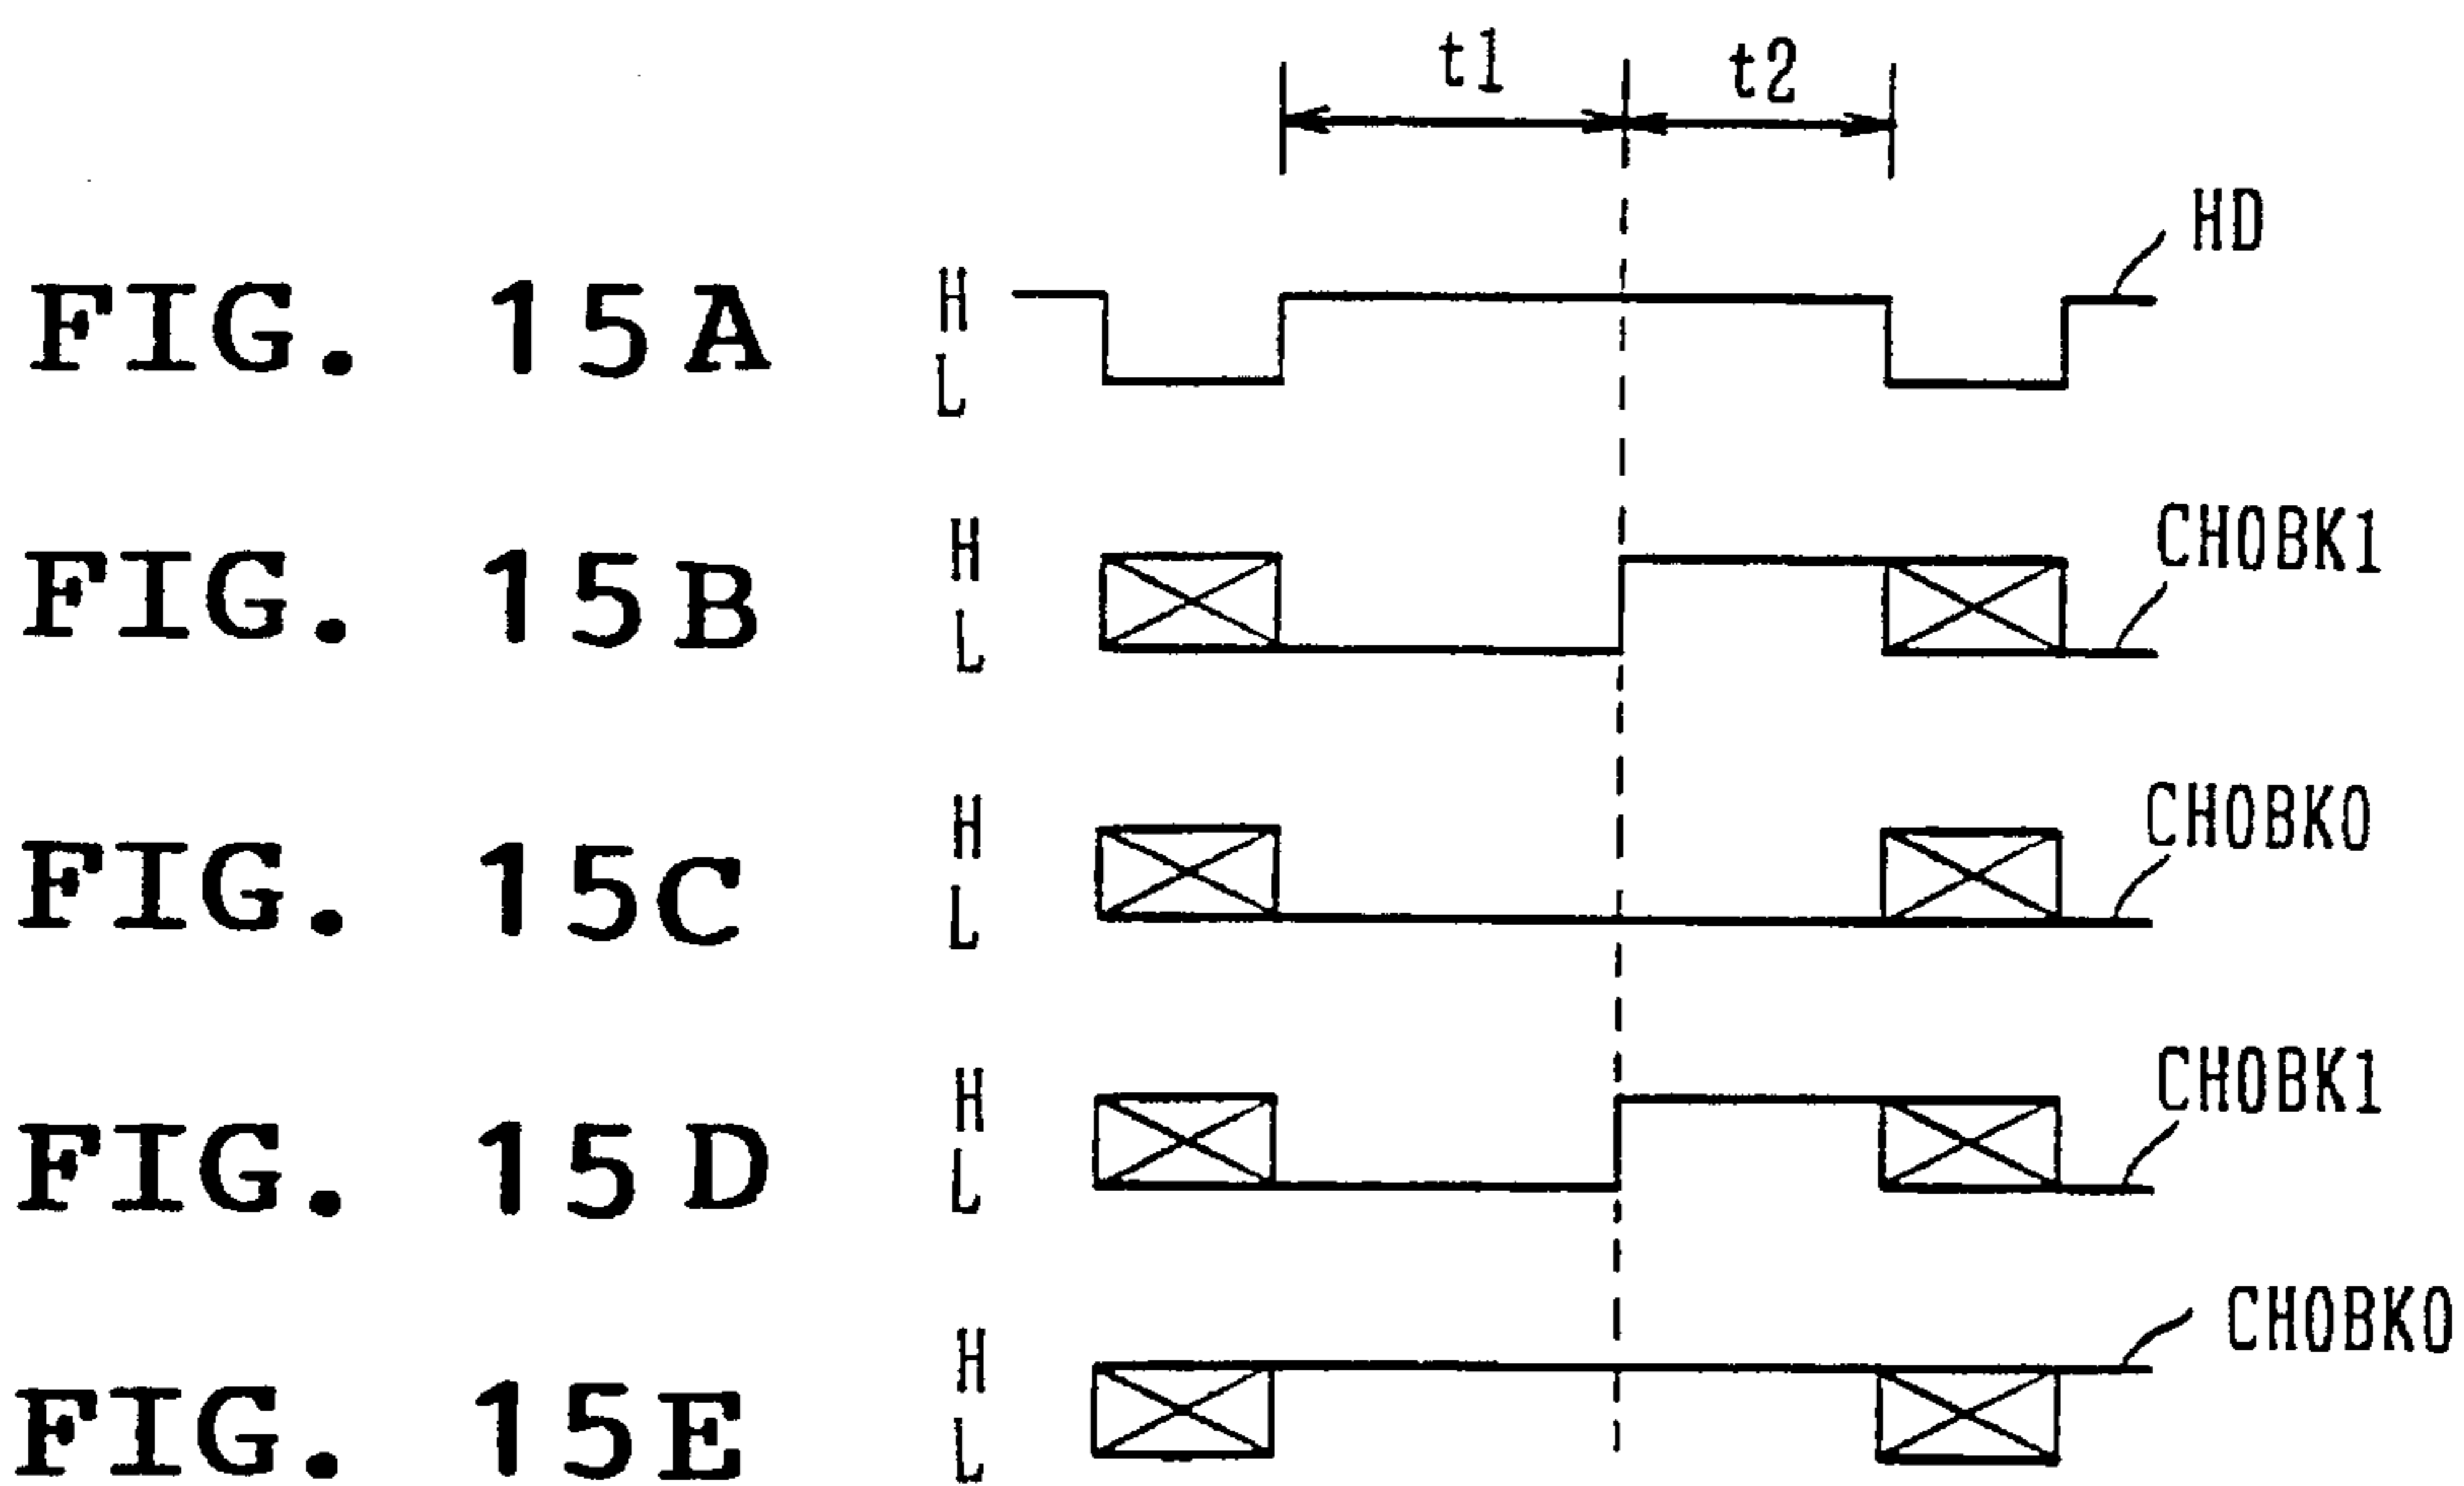 t1 t2
FIG. 15A
H
L
HD
FIG. 15B
H
L
CHOBK1
FIG. 15C
H
L
CHOBK0
FIG. 15D
H
L
CHOBK1
FIG. 15E
H
L
CHOBK0